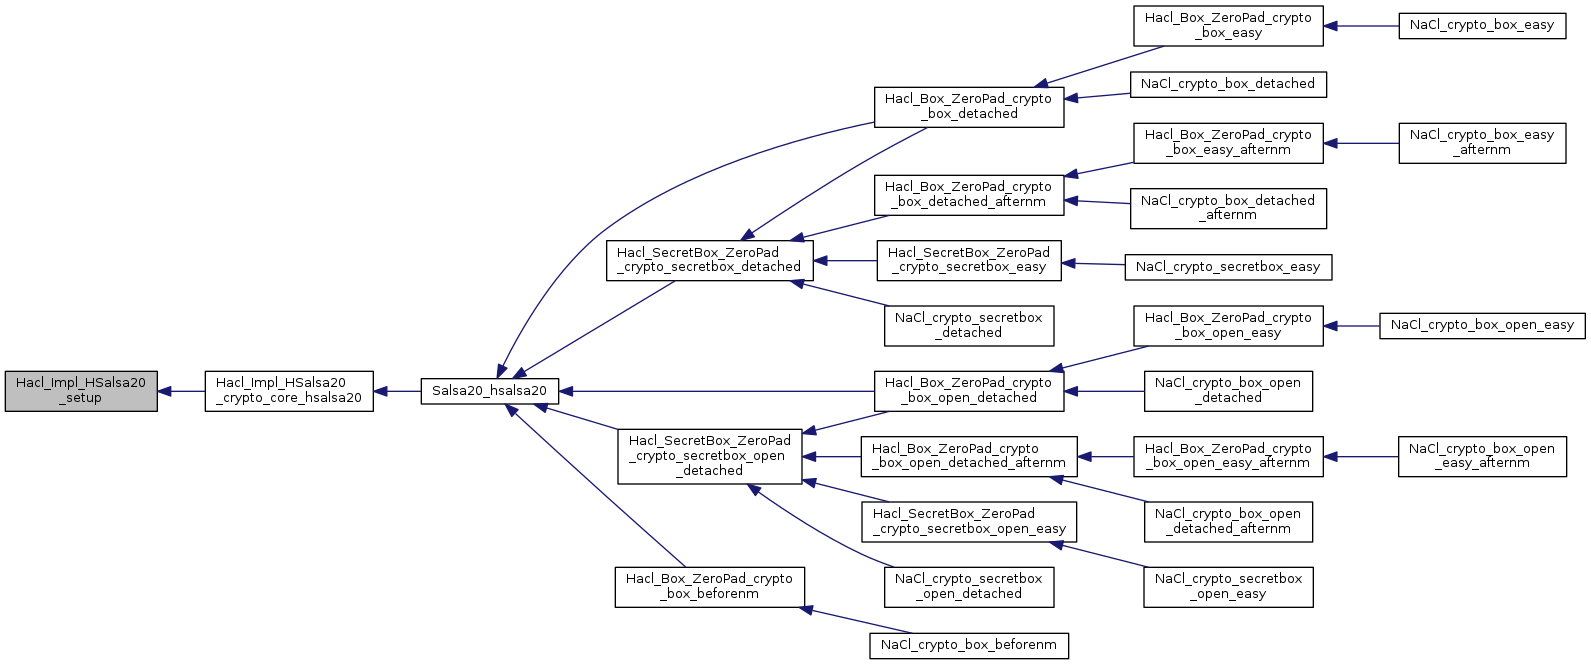 Hacl_Impl_HSalsa20
_setup
Hacl_Impl_HSalsa20
_crypto_core_hsalsa20
Salsa20_hsalsa20
Hacl_SecretBox_ZeroPad
_crypto_secretbox_detached
Hacl_SecretBox_ZeroPad
_crypto_secretbox_open
_detached
Hacl_Box_ZeroPad_crypto
_box_beforenm
Hacl_Box_ZeroPad_crypto
_box_detached
Hacl_Box_ZeroPad_crypto
_box_detached_afternm
Hacl_SecretBox_ZeroPad
_crypto_secretbox_easy
NaCl_crypto_secretbox
_detached
Hacl_Box_ZeroPad_crypto
_box_open_detached
Hacl_Box_ZeroPad_crypto
_box_open_detached_afternm
Hacl_SecretBox_ZeroPad
_crypto_secretbox_open_easy
NaCl_crypto_secretbox
_open_detached
NaCl_crypto_box_beforenm
Hacl_Box_ZeroPad_crypto
_box_easy
NaCl_crypto_box_detached
Hacl_Box_ZeroPad_crypto
_box_easy_afternm
NaCl_crypto_box_detached
_afternm
NaCl_crypto_secretbox_easy
Hacl_Box_ZeroPad_crypto
_box_open_easy
NaCl_crypto_box_open
_detached
Hacl_Box_ZeroPad_crypto
_box_open_easy_afternm
NaCl_crypto_box_open
_detached_afternm
NaCl_crypto_secretbox
_open_easy
NaCl_crypto_box_easy
NaCl_crypto_box_easy
_afternm
NaCl_crypto_box_open_easy
NaCl_crypto_box_open
_easy_afternm